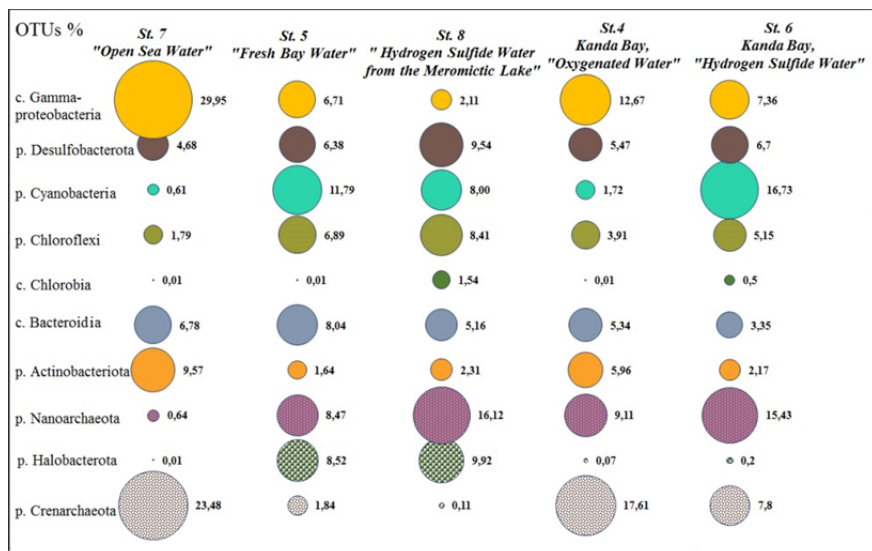 OTUs %
St. 7
"Open Sea Water"
St. 5
"Fresh Bay Water"
St. 8
" Hydrogen Sulfide Water
from the Meromictic Lake"
St.4
Kanda Bay,
"Oxygenated Water"
St. 6
Kanda Bay,
"Hydrogen Sulfide Water"
c. Gamma-
proteobacteria
29,95 6,71 2,11 12,67 7,36
p. Desulfobacterota 4,68 6,38 9,54 5,47 6,7
p. Cyanobacteria 0,61 11,79 8,00 1,72 16,73
p. Chloroflexi 1,79 6,89 8,41 3,91 5,15
c. Chlorobia 0,01 0,01 1,54 0,01 0,5
c. Bacteroidia 6,78 8,04 5,16 5,34 3,35
p. Actinobacteriota 9,57 1,64 2,31 5,96 2,17
p. Nanoarchaeota 0,64 8,47 16,12 9,11 15,43
p. Halobacterota 0,01 8,52 9,92 0,07 0,2
p. Crenarchaeota 23,48 1,84 0,11 17,61 7,8